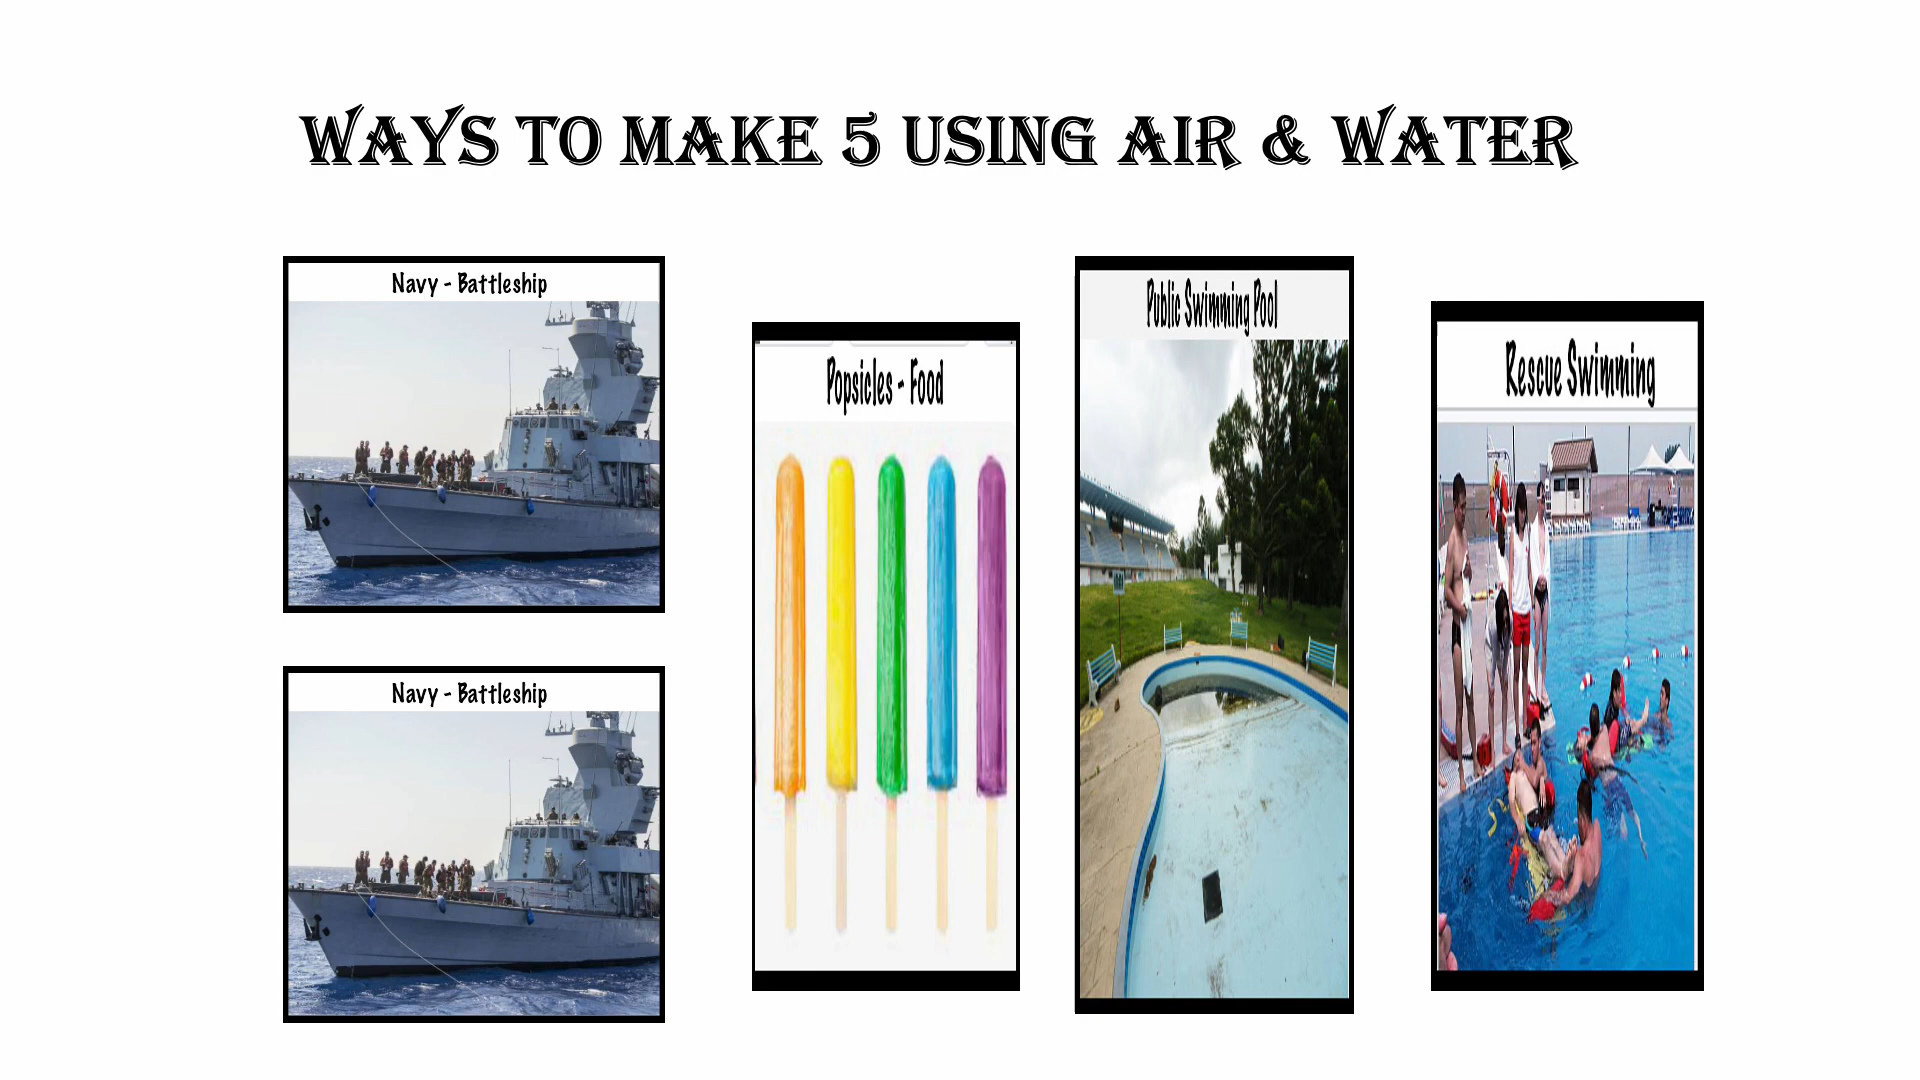 WAYS TO MAKE 5 USING AIR & WATER
Navy - Battleship
Navy - Battleship
Popsicles - Food
Public Swimming Pool
Rescue Swimming